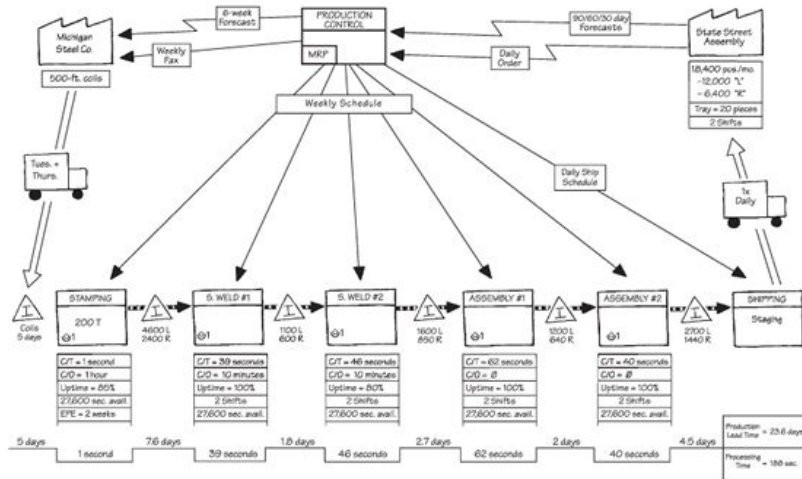 6-week
Forecast
PRODUCTION
CONTROL
MRP
90/60/30 day
Forecasts
Michigan
Steel Co.
Weekly
Fax
Daily
Order
State Street
Assembly
500-ft. coils
18,400 pcs./mo.
-12,000 "L"
-6,400 "R"
Tray = 20 pieces
2 Shifts
Weekly Schedule
Tues. +
Thurs.
Daily Ship
Schedule
1x
Daily
I
Coils
5 days
STAMPING
200 T
1
I
4600 L
2400 R
S. WELD #1
1
I
1100 L
600 R
S. WELD #2
1
I
1600 L
850 R
ASSEMBLY #1
1
I
1200 L
640 R
ASSEMBLY #2
1
I
2700 L
1440 R
SHIPPING
Staging
C/T = 1 second
C/O = 1 hour
Uptime = 85%
27,600 sec. avail.
EPE = 2 weeks
C/T = 39 seconds
C/O = 10 minutes
Uptime = 100%
2 Shifts
27,600 sec. avail.
C/T = 46 seconds
C/O = 10 minutes
Uptime = 80%
2 Shifts
27,600 sec. avail.
C/T = 62 seconds
C/O = Ø
Uptime = 100%
2 Shifts
27,600 sec. avail.
C/T = 40 seconds
C/O = Ø
Uptime = 100%
2 Shifts
27,600 sec. avail.
5 days
1 second
7.6 days
39 seconds
1.8 days
46 seconds
2.7 days
62 seconds
2 days
40 seconds
4.5 days
Production
Lead Time = 23.6 days
Processing
Time = 188 sec.